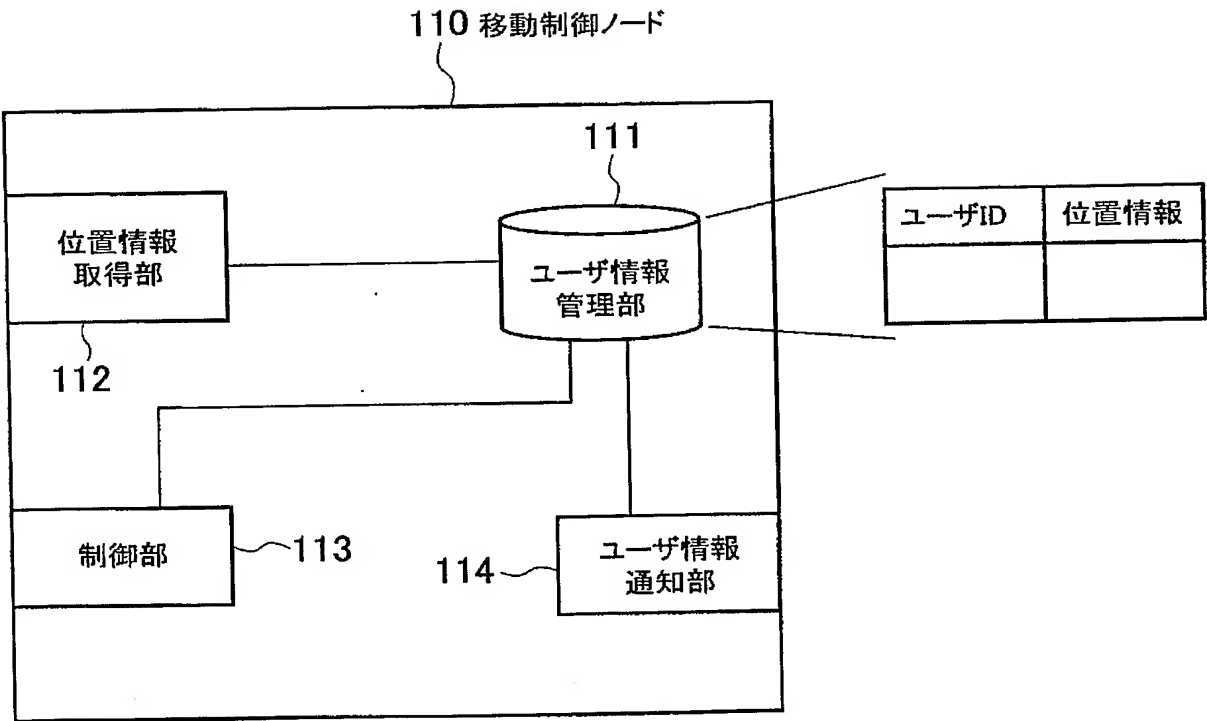 110 移動制御ノード
111
ユーザID 位置情報
位置情報
取得部
ユーザ情報
管理部
112
制御部
113
114
ユーザ情報
通知部